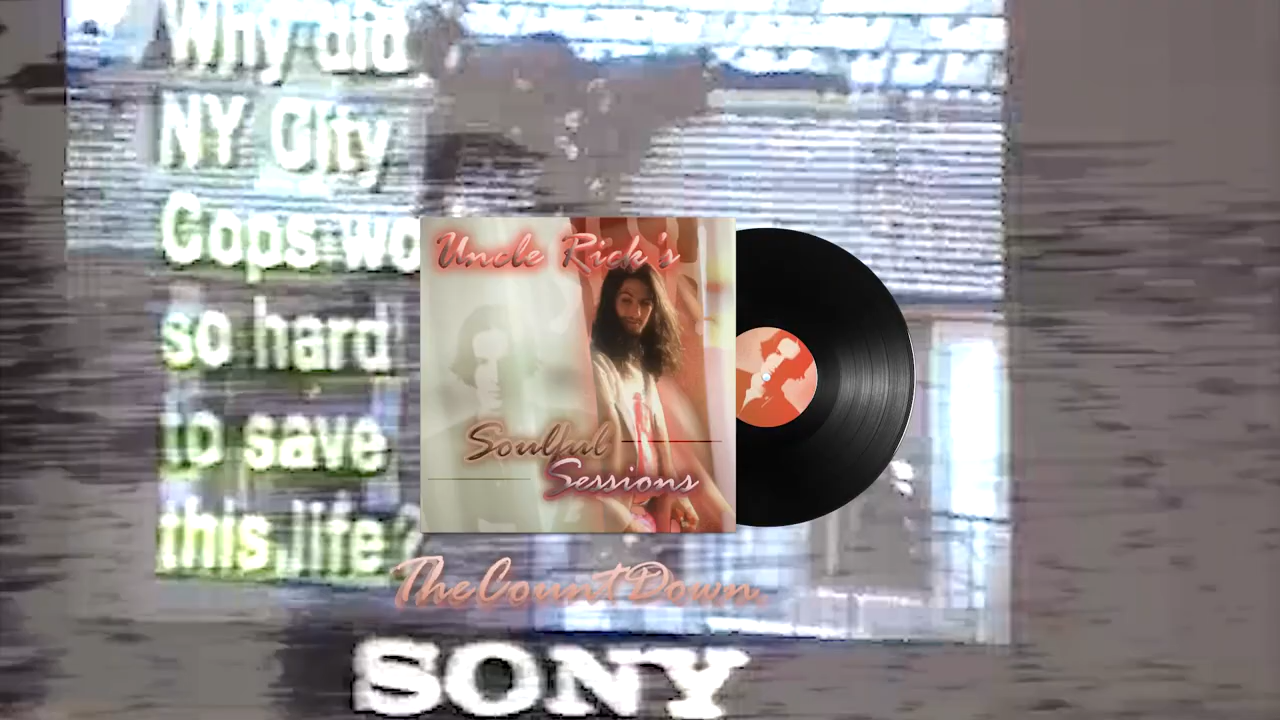 Why did
NY City
Cops wo
so hard
to save
this life?
Uncle Rick's
Soulful
Sessions
TheCountDown.
SONY